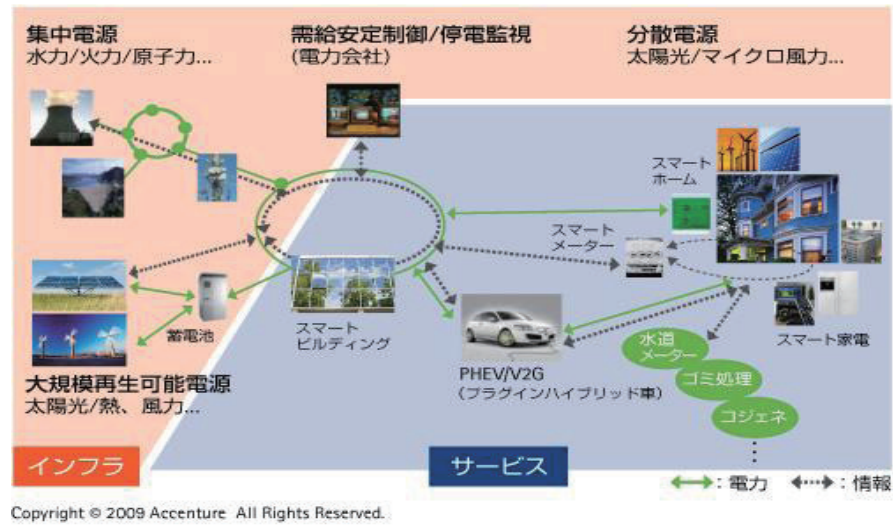 集中電源
水力/火力/原子力...
需給安定制御/停電監視
(電力会社)
分散電源
太陽光/マイクロ風力...
スマート
ホーム
スマート
メーター
蓄電池
スマート
ビルディング
スマート家電
水道
メーター
PHEV/V2G
(プラグインハイブリッド車)
ゴミ処理
大規模再生可能電源
太陽光/熱、風力...
コジェネ
インフラ
サービス
:電力
:情報
Copyright © 2009 Accenture All Rights Reserved.